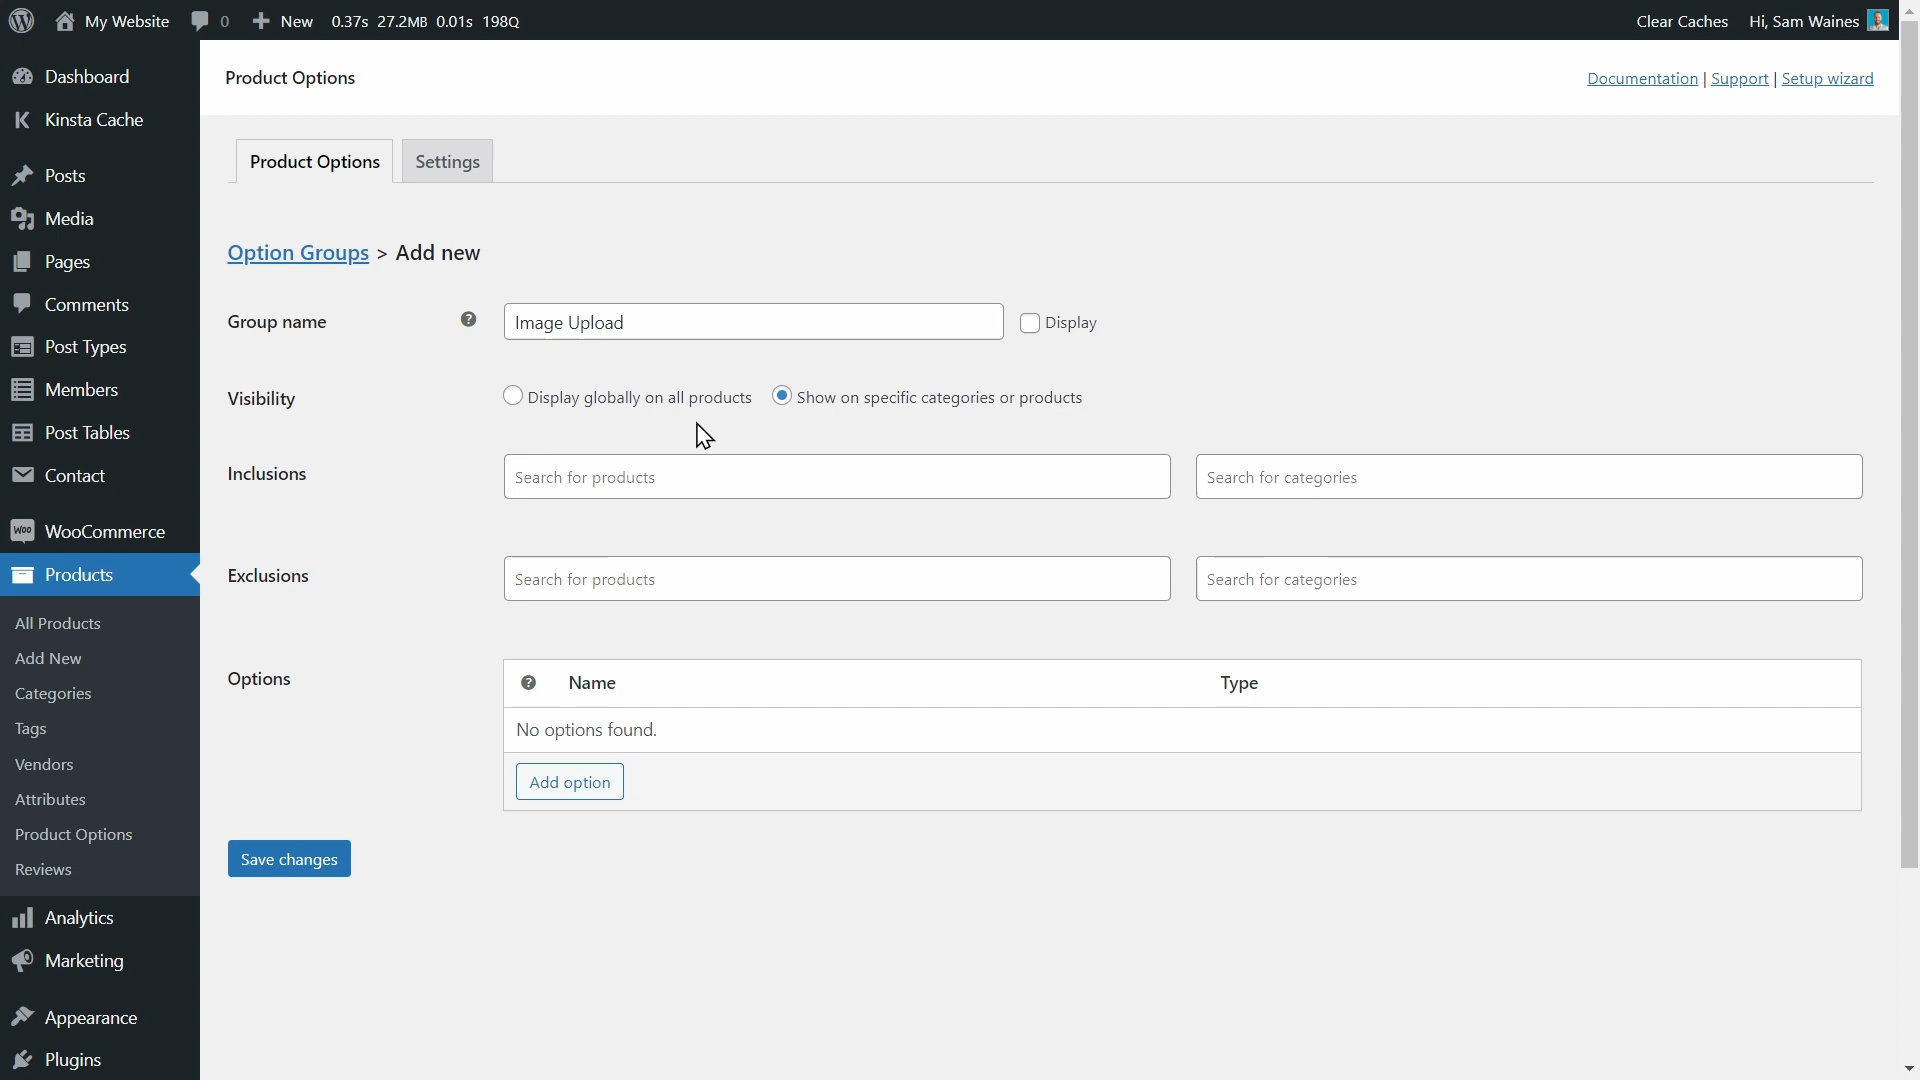 My Website 0 New 0.37s 27.2MB 0.01s 198Q Clear Caches Hi, Sam Waines
Dashboard
Kinsta Cache
Posts
Media
Pages
Comments
Post Types
Members
Post Tables
Contact
WooCommerce
Products
All Products
Add New
Categories
Tags
Vendors
Attributes
Product Options
Reviews
Analytics
Marketing
Appearance
Plugins
Product Options
Documentation | Support | Setup wizard
Product Options Settings
Option Groups > Add new
Group name ? Image Upload Display
Visibility Display globally on all products Show on specific categories or products
Inclusions Search for products Search for categories
Exclusions Search for products Search for categories
Options ? Name Type
No options found.
Add option
Save changes